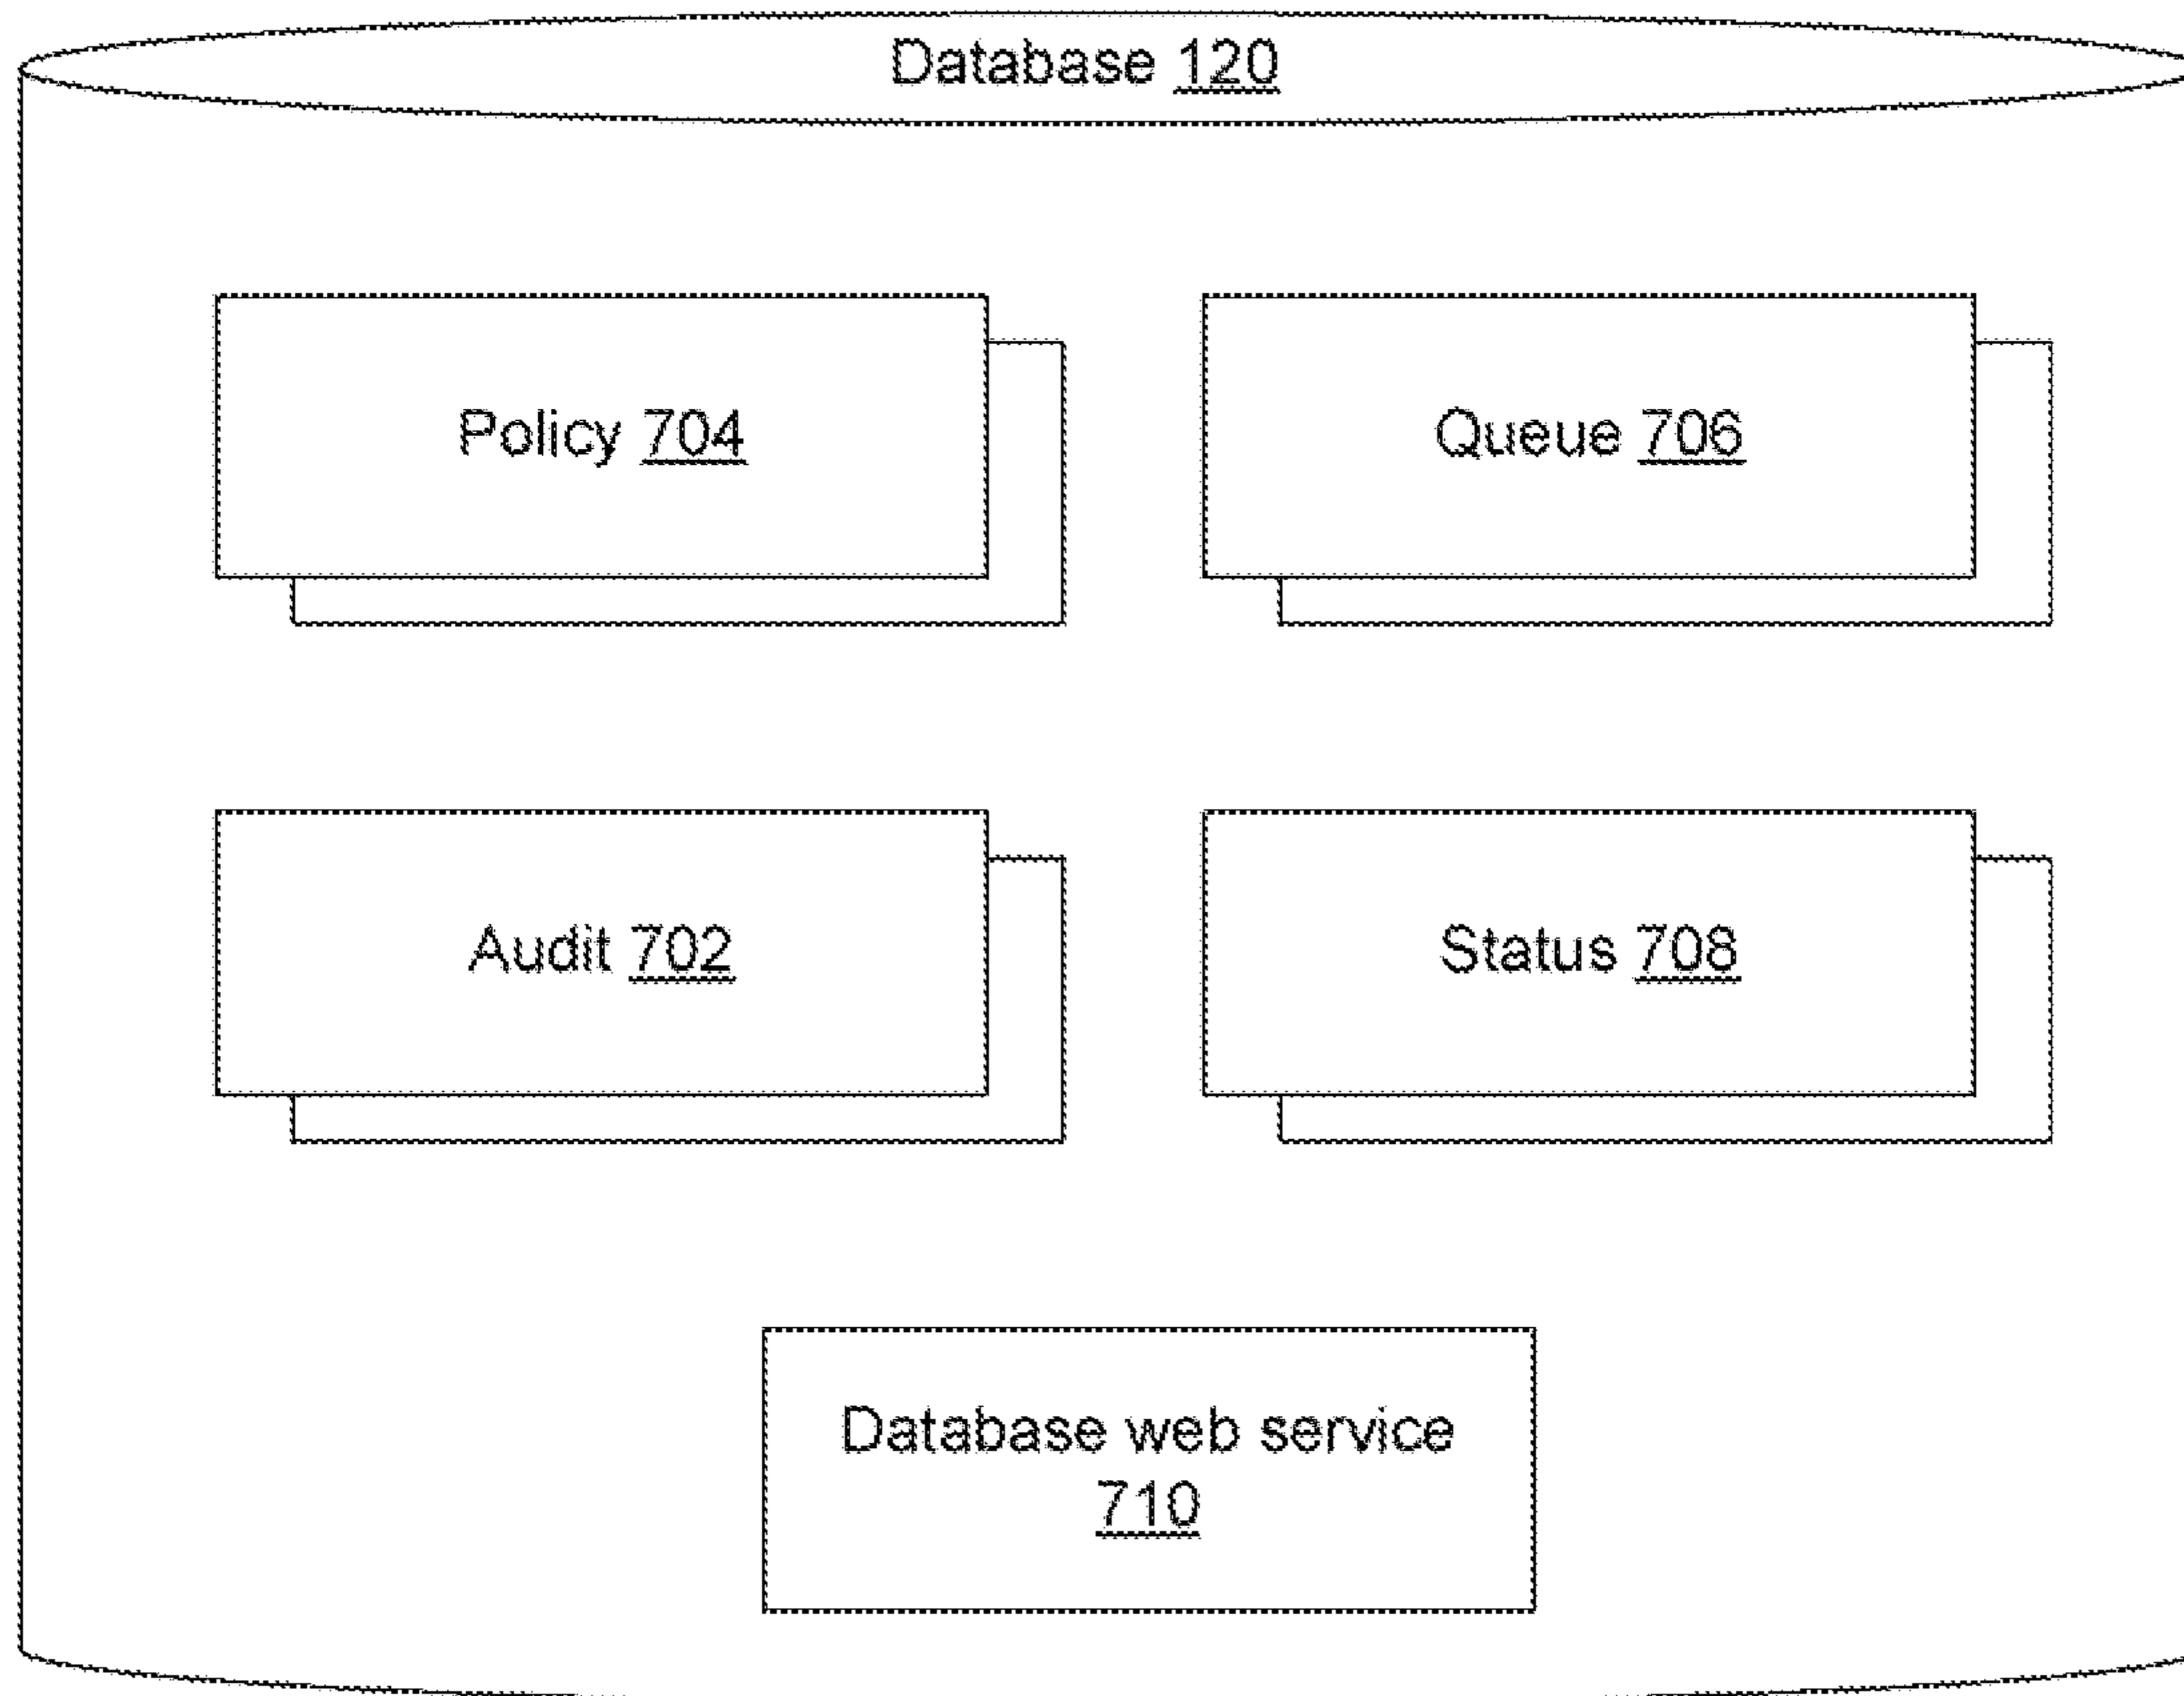 Database 120
Policy 704
Queue 706
Audit 702
Status 708
Database web service
710